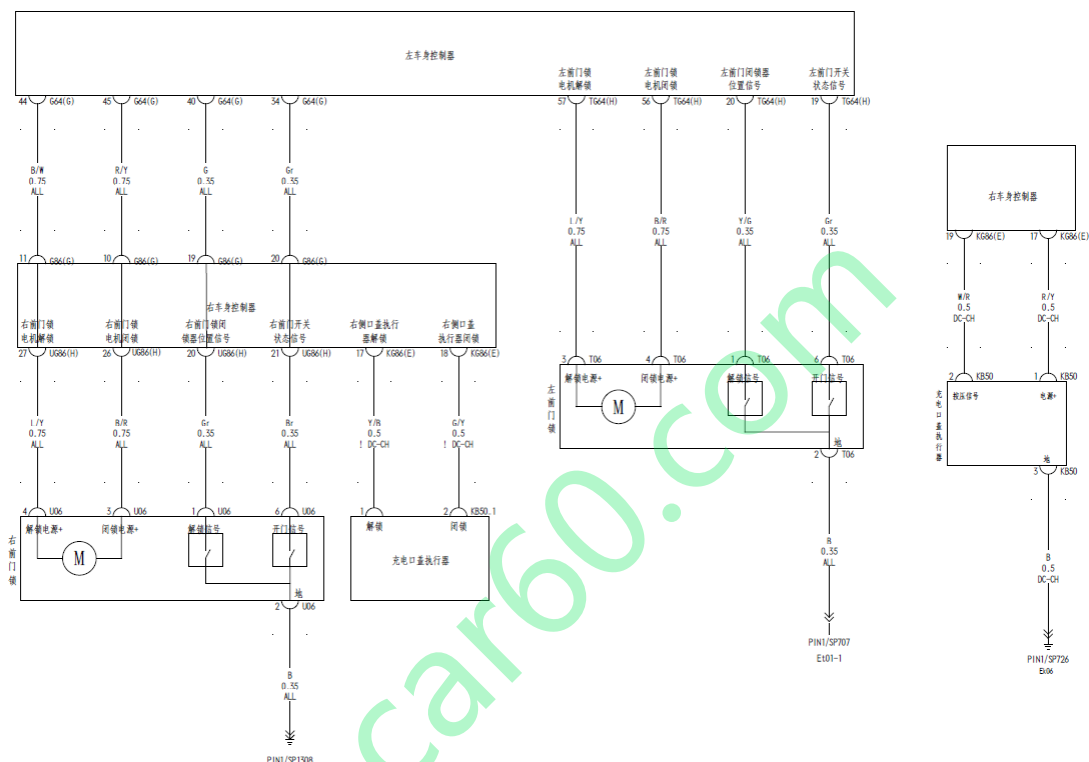 左车身控制器
左前门锁
电机解锁
左前门锁
电机闭锁
左前门闭锁器
位置信号
左前门开关
状态信号
44 G64(G)
45 G64(G)
40 G64(G)
34 G64(G)
57 TG64(H)
56 TG64(H)
20 TG64(H)
19 TG64(H)
B/W
0.75
ALL
R/Y
0.75
ALL
G
0.35
ALL
Gr
0.35
ALL
11 G86(G)
10 G86(G)
19 G86(G)
20 G86(G)
右车身控制器
右前门锁
电机解锁
右前门锁
电机闭锁
右前门锁闭
锁器位置信号
右前门开关
状态信号
右侧口盖执行
器解锁
右侧口盖
执行器闭锁
27 UG86(H)
26 UG86(H)
20 UG86(H)
21 UG86(H)
17 KG86(E)
18 KG86(E)
L/Y
0.75
ALL
B/R
0.75
ALL
Gr
0.35
ALL
Br
0.35
ALL
Y/B
0.5
! DC-CH
G/Y
0.5
! DC-CH
4 U06
3 U06
1 U06
6 U06
1
2 KB50.1
解锁电源+
闭锁电源+
解锁信号
开门信号
M
地
右前门锁
2 U06
解锁
闭锁
充电口盖执行器
B
0.35
ALL
PIN1/SP1308
L/Y
0.75
ALL
B/R
0.75
ALL
Y/G
0.35
ALL
Gr
0.35
ALL
3 T06
4 T06
1 T06
6 T06
解锁电源+
闭锁电源+
解锁信号
开门信号
M
地
左前门锁
2 T06
B
0.35
ALL
PIN1/SP707
Et01-1
右车身控制器
19 KG86(E)
17 KG86(E)
W/R
0.5
DC-CH
R/Y
0.5
DC-CH
2 KB50
1 KB50
按压信号
电源+
地
充电口盖执行器
3 KB50
B
0.5
DC-CH
PIN1/SP726
Ek06
car60.com